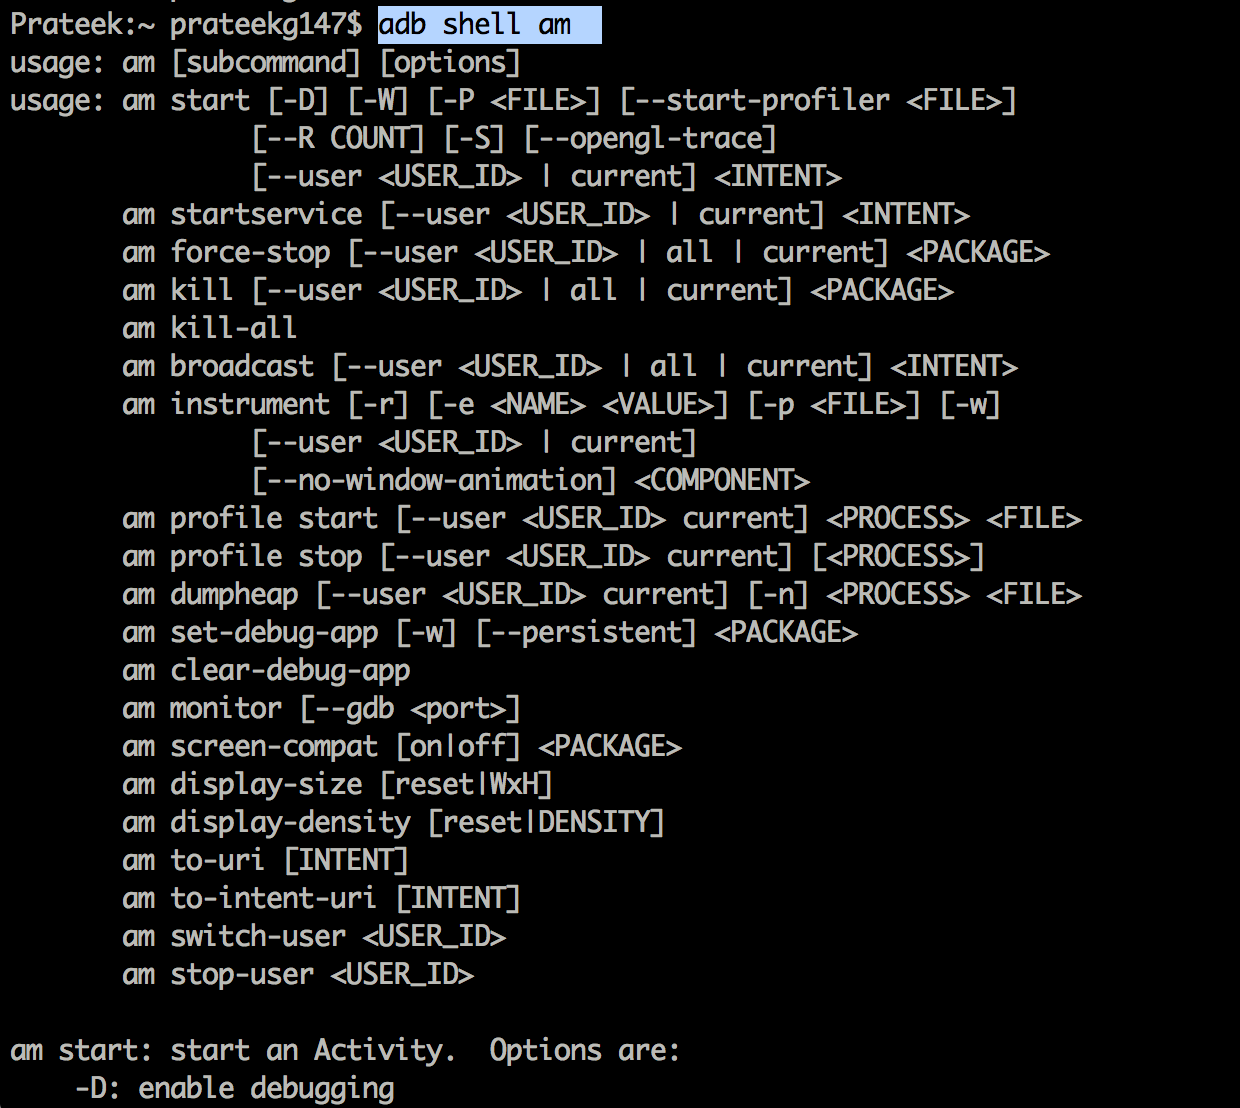 Prateek:~ prateekg147$ adb shell am
usage: am [subcommand] [options]
usage: am start [-D] [-W] [-P <FILE>] [--start-profiler <FILE>]
               [--R COUNT] [-S] [--opengl-trace]
               [--user <USER_ID> | current] <INTENT>
       am startservice [--user <USER_ID> | current] <INTENT>
       am force-stop [--user <USER_ID> | all | current] <PACKAGE>
       am kill [--user <USER_ID> | all | current] <PACKAGE>
       am kill-all
       am broadcast [--user <USER_ID> | all | current] <INTENT>
       am instrument [-r] [-e <NAME> <VALUE>] [-p <FILE>] [-w]
               [--user <USER_ID> | current]
               [--no-window-animation] <COMPONENT>
       am profile start [--user <USER_ID> current] <PROCESS> <FILE>
       am profile stop [--user <USER_ID> current] [<PROCESS>]
       am dumpheap [--user <USER_ID> current] [-n] <PROCESS> <FILE>
       am set-debug-app [-w] [--persistent] <PACKAGE>
       am clear-debug-app
       am monitor [--gdb <port>]
       am screen-compat [on|off] <PACKAGE>
       am display-size [reset|WxH]
       am display-density [reset|DENSITY]
       am to-uri [INTENT]
       am to-intent-uri [INTENT]
       am switch-user <USER_ID>
       am stop-user <USER_ID>

am start: start an Activity.  Options are:
    -D: enable debugging